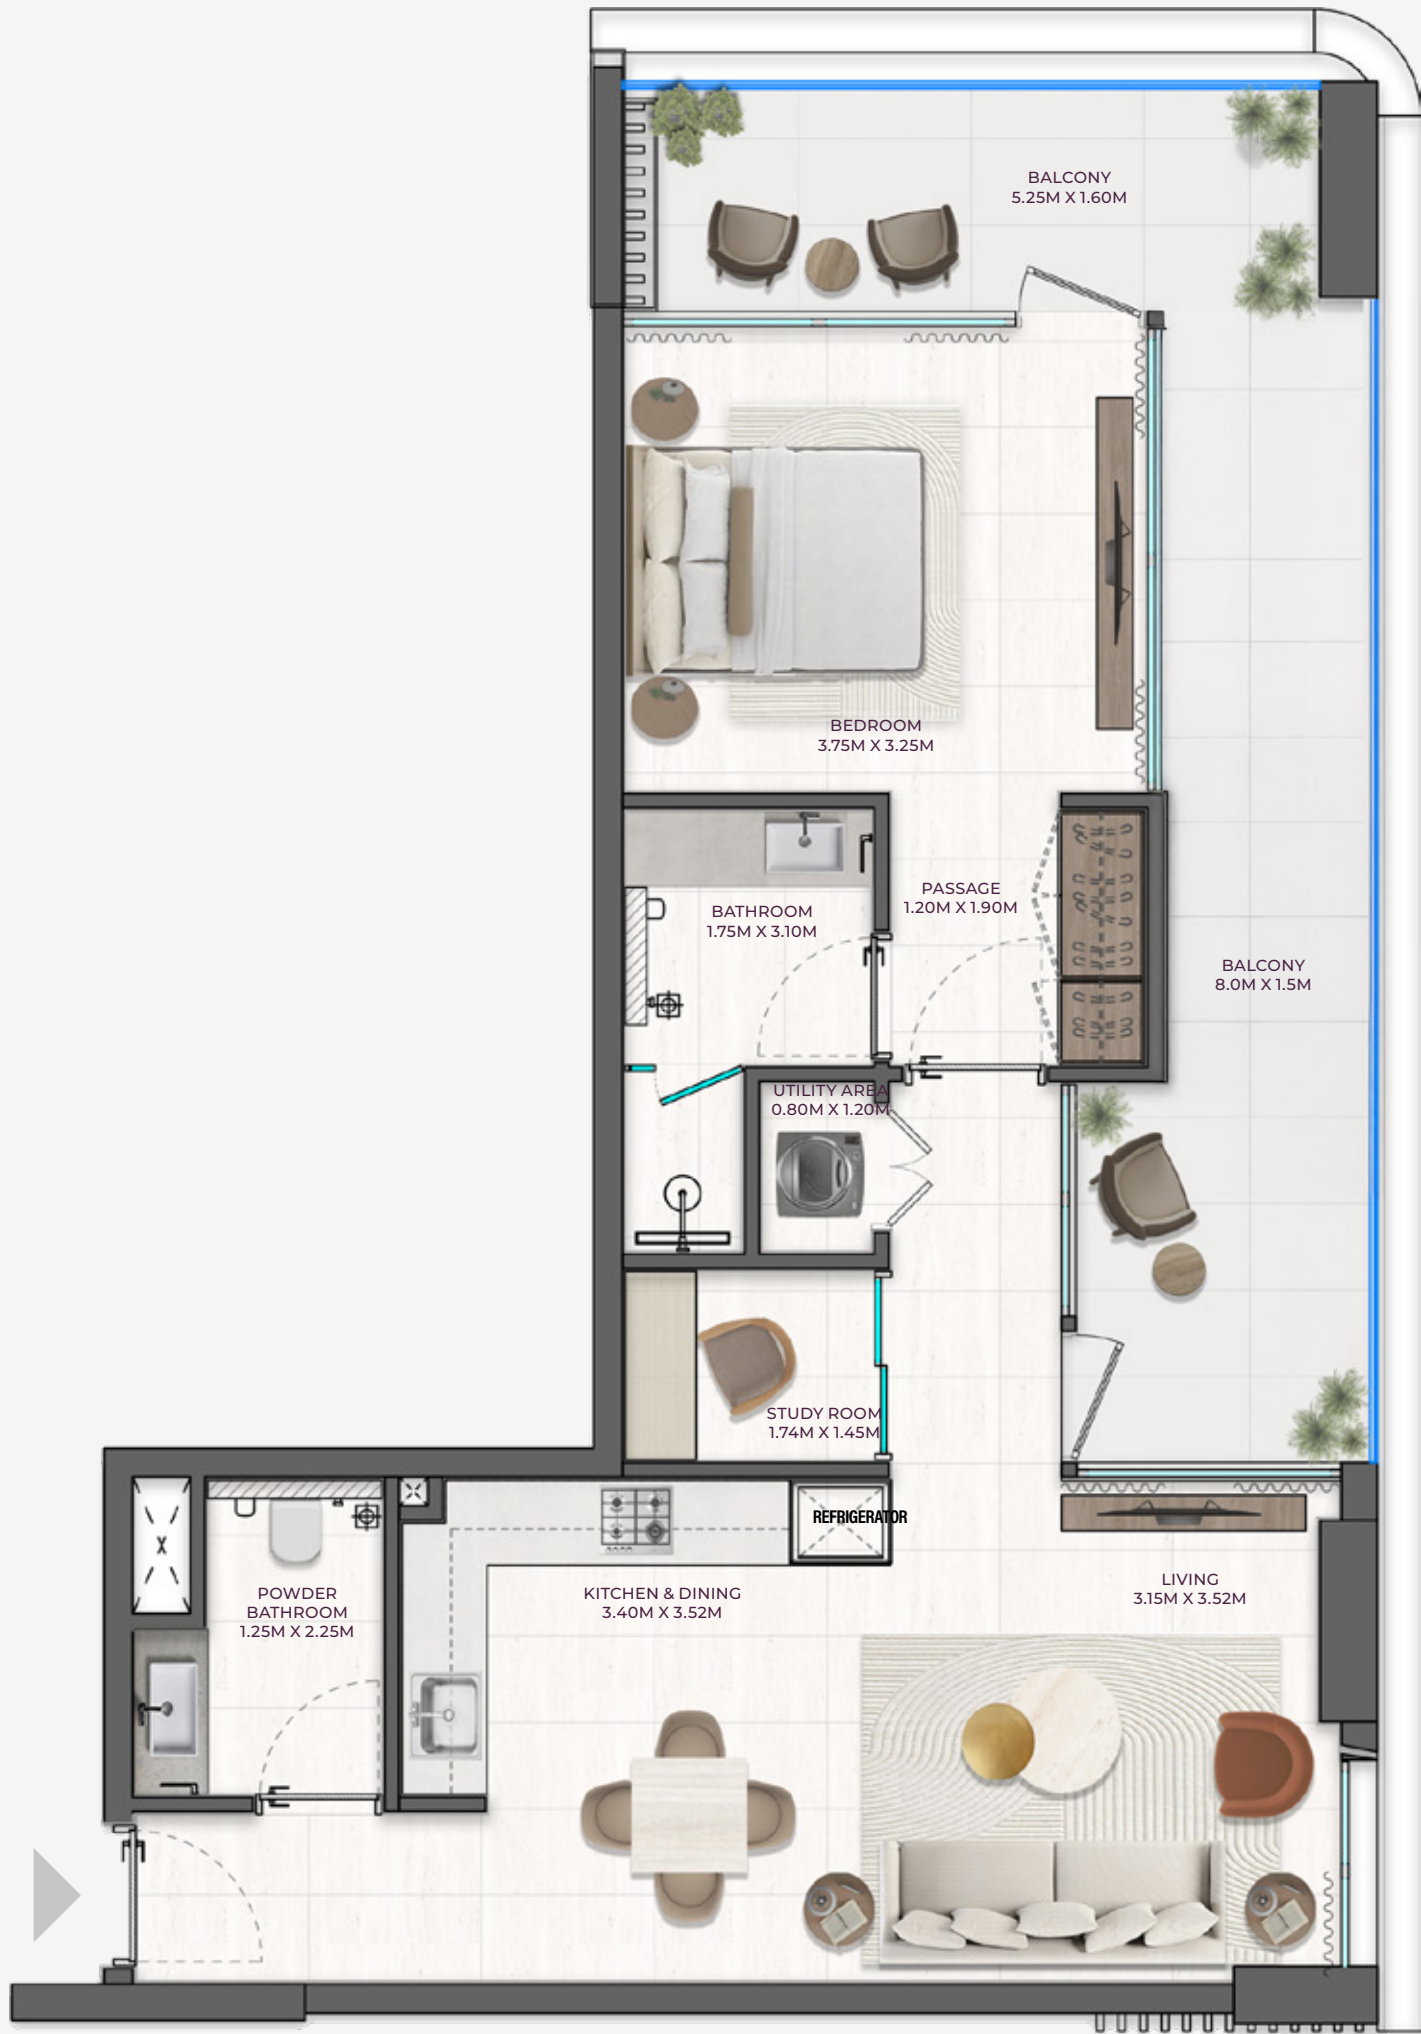 BALCONY
5.25M X 1.60M
BEDROOM
3.75M X 3.25M
PASSAGE
1.20M X 1.90M
BATHROOM
1.75M X 3.10M
BALCONY
8.0M X 1.5M
UTILITY AREA
0.80M X 1.20M
STUDY ROOM
1.74M X 1.45M
REFRIGERATOR
POWDER
BATHROOM
1.25M X 2.25M
KITCHEN & DINING
3.40M X 3.52M
LIVING
3.15M X 3.52M